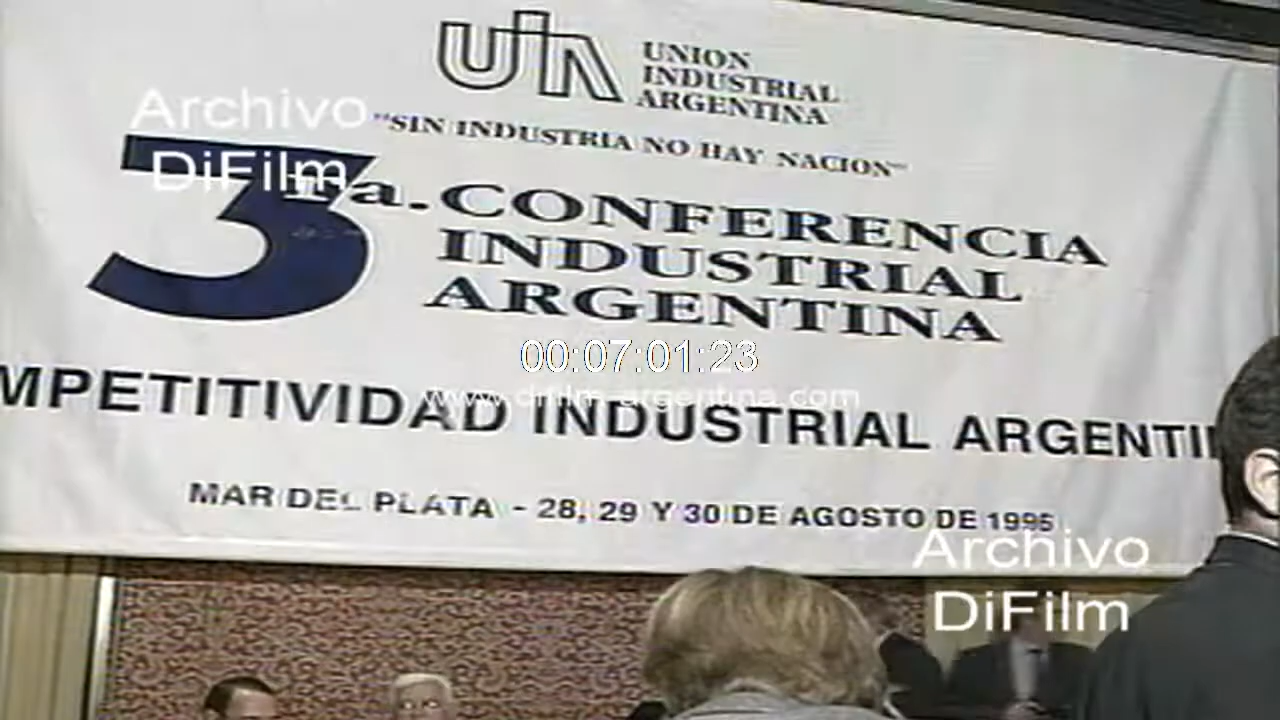 UIA UNION
INDUSTRIAL
ARGENTINA
Archivo
DiFilm
"SIN INDUSTRIA NO HAY NACION"
3ra. CONFERENCIA
INDUSTRIAL
ARGENTINA
00:07:01:23
www.difilm-argentina.com
MPETITIVIDAD INDUSTRIAL ARGENTI
MAR DEL PLATA - 28, 29 Y 30 DE AGOSTO DE 1995
Archivo
DiFilm